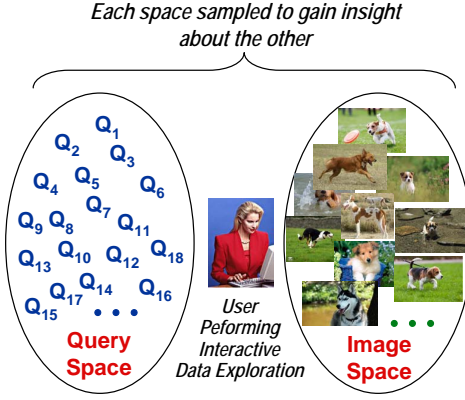 Each space sampled to gain insight
about the other
Q1
Q2
Q3
Q4
Q5
Q6
Q7
Q9
Q8
Q11
Q10
Q12
Q18
Q13
Q17
Q14
Q16
Q15
• • •
Query
Space
User
Peforming
Interactive
Data Exploration
• • •
Image
Space